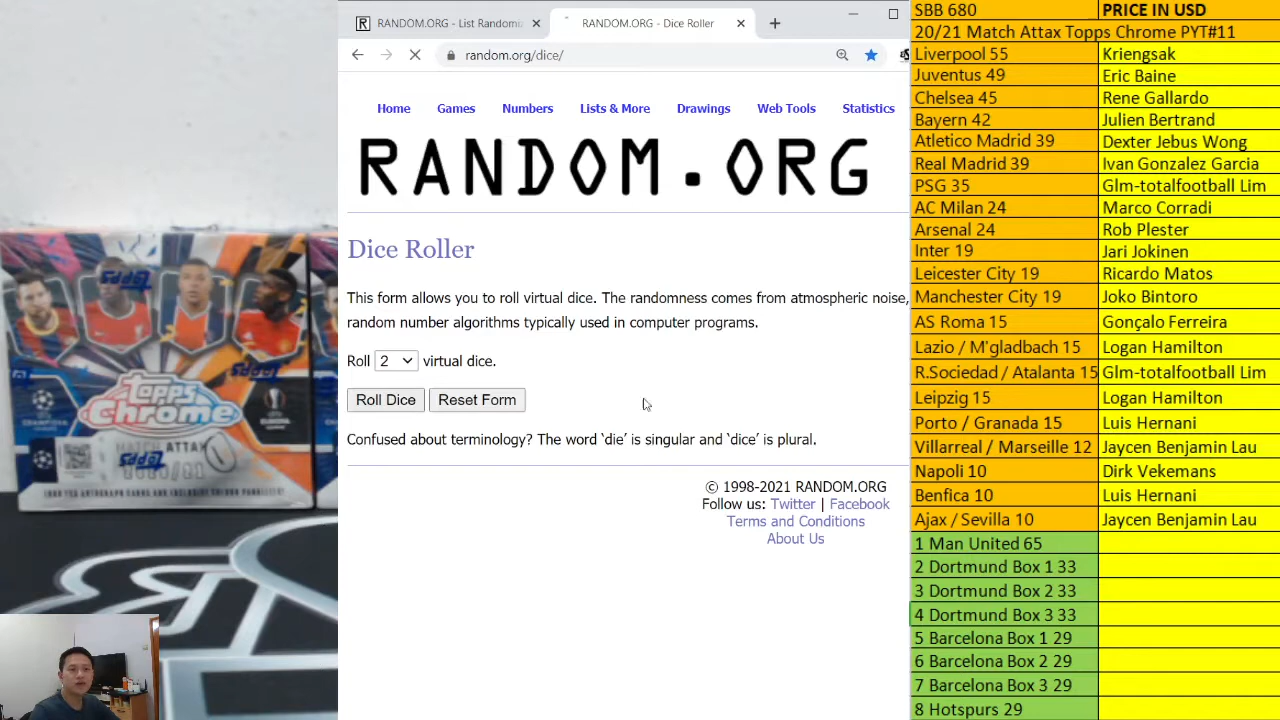 RANDOM.ORG - List Randomi
RANDOM.ORG - Dice Roller
random.org/dice/
Home Games Numbers Lists & More Drawings Web Tools Statistics
RANDOM.ORG
Dice Roller
This form allows you to roll virtual dice. The randomness comes from atmospheric noise,
random number algorithms typically used in computer programs.
Roll 2 virtual dice.
Roll Dice Reset Form
Confused about terminology? The word ‘die’ is singular and ‘dice’ is plural.
© 1998-2021 RANDOM.ORG
Follow us: Twitter | Facebook
Terms and Conditions
About Us
topps
Chrome
MATCH ATTAX
2020/21
SBB 680 PRICE IN USD
20/21 Match Attax Topps Chrome PYT#11
Liverpool 55 Kriengsak
Juventus 49 Eric Baine
Chelsea 45 Rene Gallardo
Bayern 42 Julien Bertrand
Atletico Madrid 39 Dexter Jebus Wong
Real Madrid 39 Ivan Gonzalez Garcia
PSG 35 Glm-totalfootball Lim
AC Milan 24 Marco Corradi
Arsenal 24 Rob Plester
Inter 19 Jari Jokinen
Leicester City 19 Ricardo Matos
Manchester City 19 Joko Bintoro
AS Roma 15 Gonçalo Ferreira
Lazio / M'gladbach 15 Logan Hamilton
R.Sociedad / Atalanta 15 Glm-totalfootball Lim
Leipzig 15 Logan Hamilton
Porto / Granada 15 Luis Hernani
Villarreal / Marseille 12 Jaycen Benjamin Lau
Napoli 10 Dirk Vekemans
Benfica 10 Luis Hernani
Ajax / Sevilla 10 Jaycen Benjamin Lau
1 Man United 65
2 Dortmund Box 1 33
3 Dortmund Box 2 33
4 Dortmund Box 3 33
5 Barcelona Box 1 29
6 Barcelona Box 2 29
7 Barcelona Box 3 29
8 Hotspurs 29